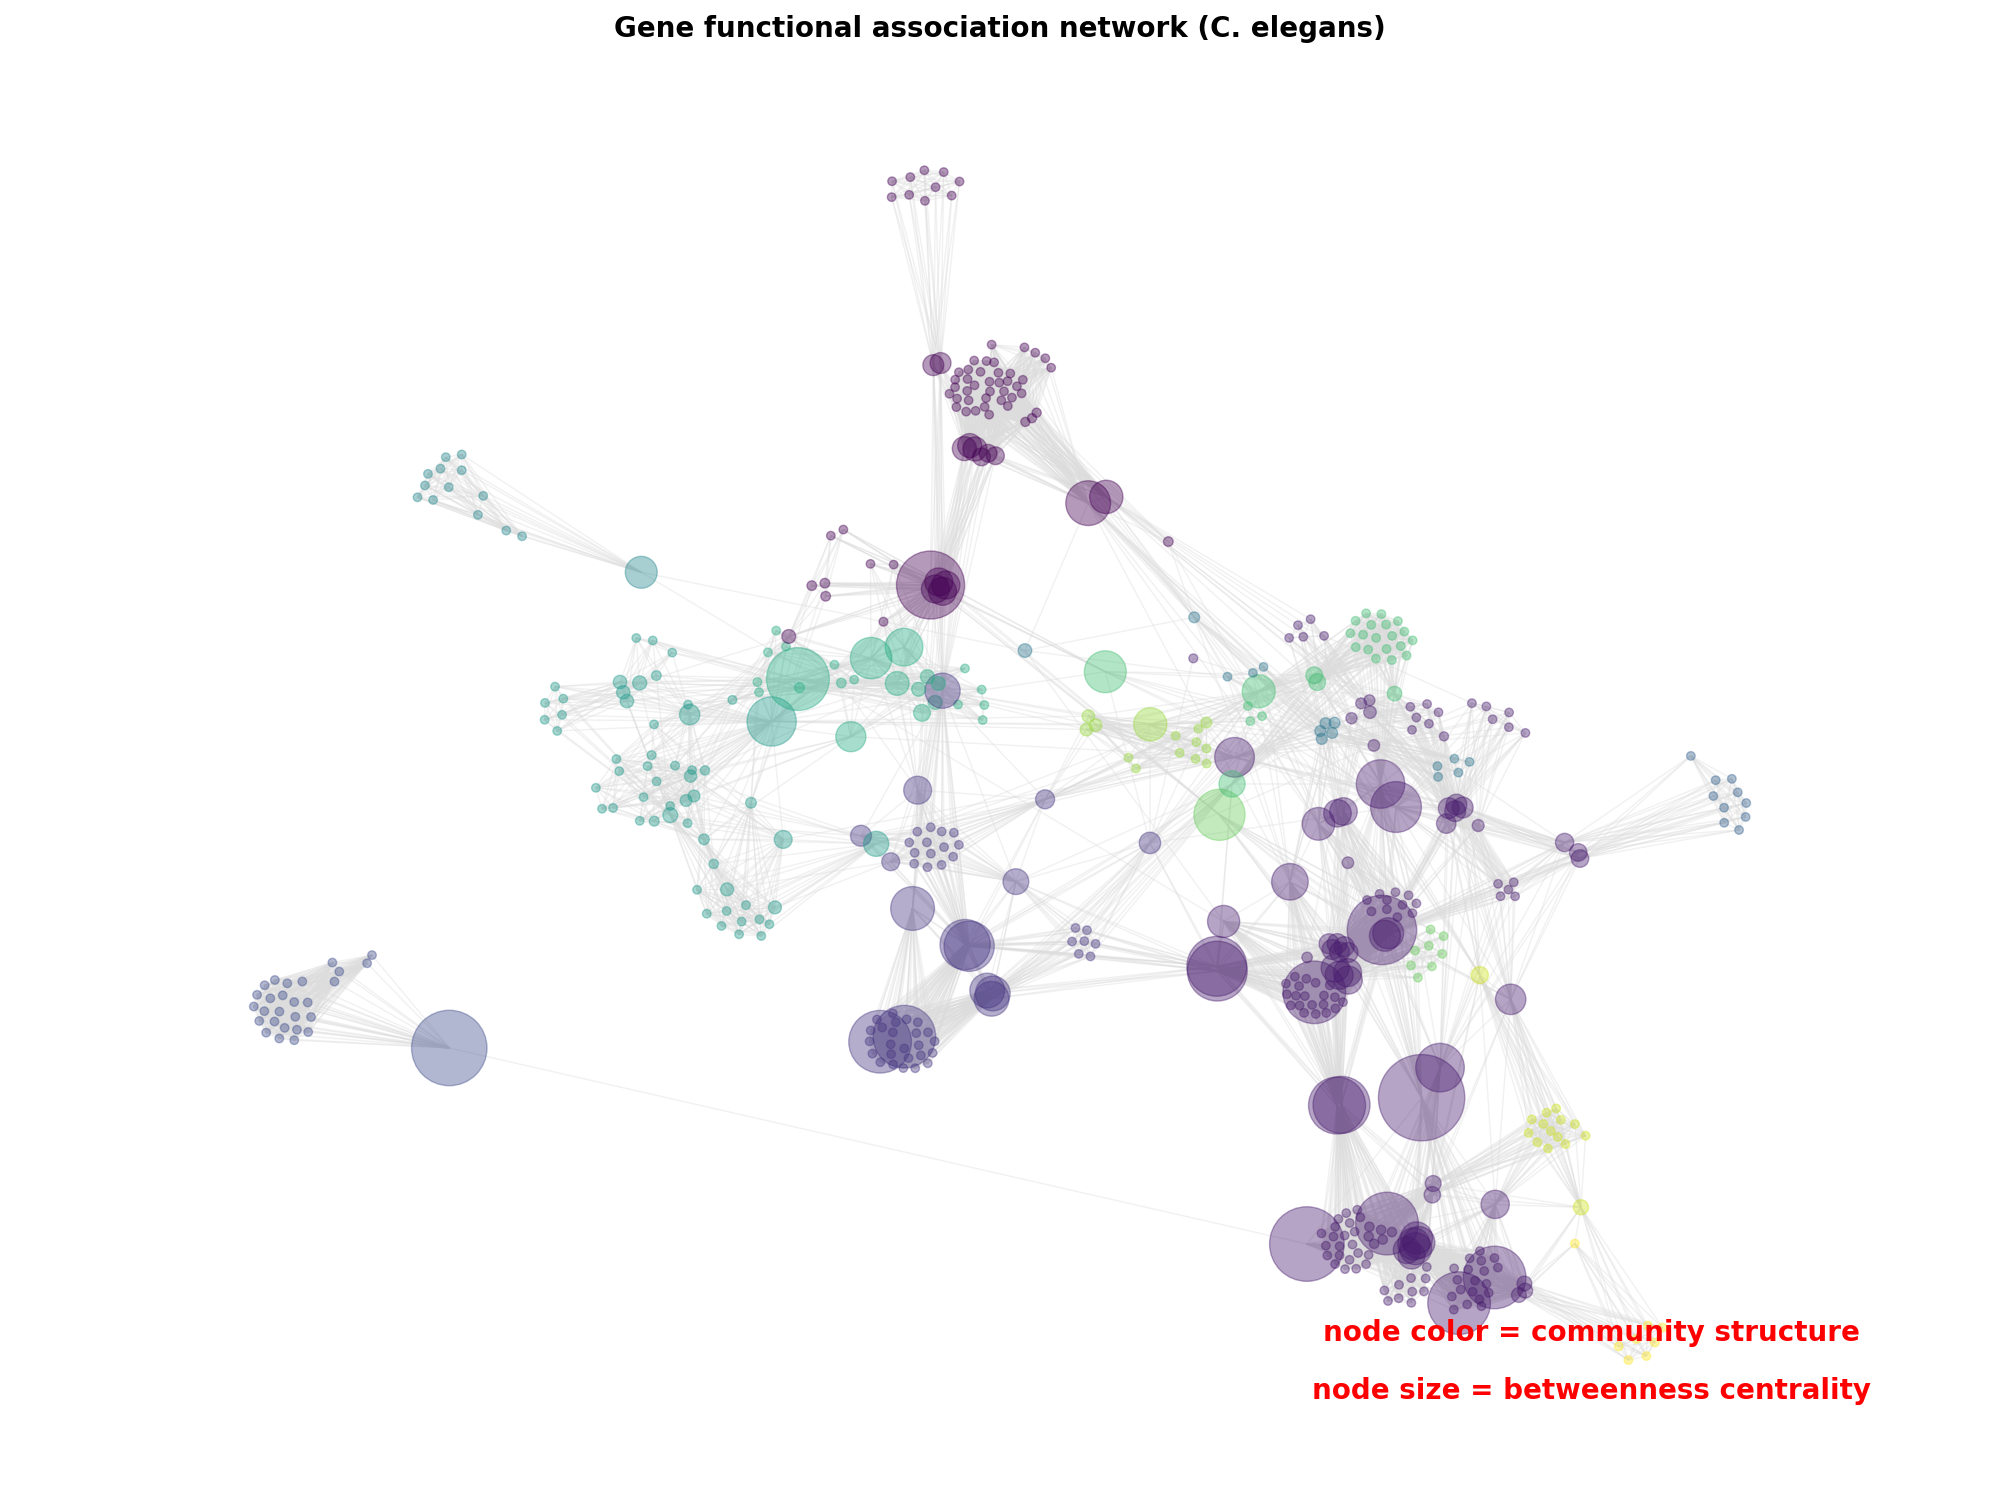 Gene functional association network (C. elegans)
node color = community structure
node size = betweenness centrality